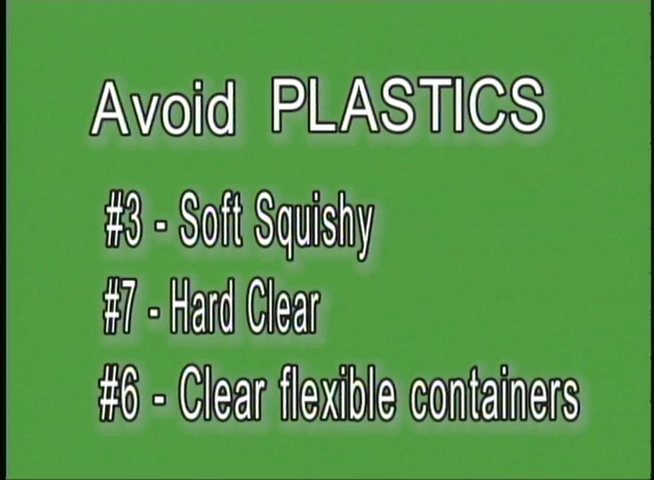 Avoid PLASTICS
#3 - Soft Squishy
#7 - Hard Clear
#6 - Clear flexible containers